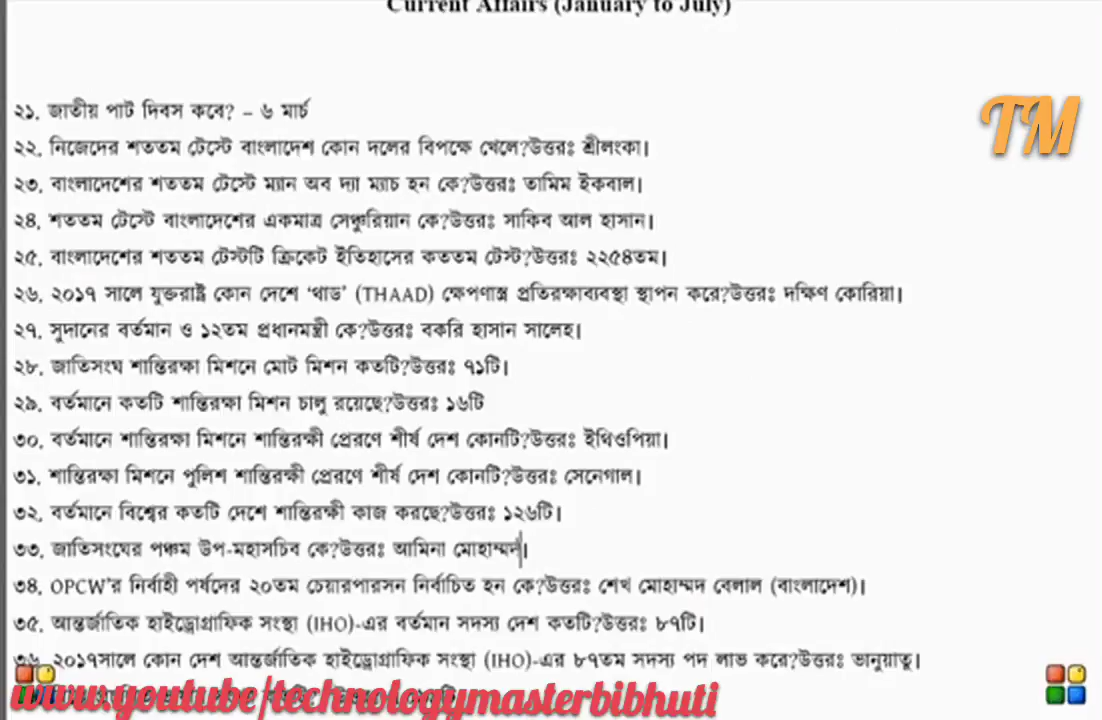 Current Affairs (January to July)
TM
২১. জাতীয় পাট দিবস কবে? – ৬ মার্চ
২২. নিজেদের শততম টেস্টে বাংলাদেশ কোন দলের বিপক্ষে খেলে?উত্তরঃ শ্রীলংকা।
২৩. বাংলাদেশের শততম টেস্টে ম্যান অব দ্যা ম্যাচ হন কে?উত্তরঃ তামিম ইকবাল।
২৪. শততম টেস্টে বাংলাদেশের একমাত্র সেঞ্চুরিয়ান কে?উত্তরঃ সাকিব আল হাসান।
২৫. বাংলাদেশের শততম টেস্টটি ক্রিকেট ইতিহাসের কততম টেস্ট?উত্তরঃ ২২৫৪তম।
২৬. ২০১৭ সালে যুক্তরাষ্ট্র কোন দেশে ‘থাড’ (THAAD) ক্ষেপণাস্ত্র প্রতিরক্ষাব্যবস্থা স্থাপন করে?উত্তরঃ দক্ষিণ কোরিয়া।
২৭. সুদানের বর্তমান ও ১২তম প্রধানমন্ত্রী কে?উত্তরঃ বকরি হাসান সালেহ।
২৮. জাতিসংঘ শান্তিরক্ষা মিশনে মোট মিশন কতটি?উত্তরঃ ৭১টি।
২৯. বর্তমানে কতটি শান্তিরক্ষা মিশন চালু রয়েছে?উত্তরঃ ১৬টি
৩০. বর্তমানে শান্তিরক্ষা মিশনে শান্তিরক্ষী প্রেরণে শীর্ষ দেশ কোনটি?উত্তরঃ ইথিওপিয়া।
৩১. শান্তিরক্ষা মিশনে পুলিশ শান্তিরক্ষী প্রেরণে শীর্ষ দেশ কোনটি?উত্তরঃ সেনেগাল।
৩২. বর্তমানে বিশ্বের কতটি দেশে শান্তিরক্ষী কাজ করছে?উত্তরঃ ১২৬টি।
৩৩. জাতিসংঘের পঞ্চম উপ-মহাসচিব কে?উত্তরঃ আমিনা মোহাম্মদ।
৩৪. OPCW’র নির্বাহী পর্ষদের ২০তম চেয়ারপারসন নির্বাচিত হন কে?উত্তরঃ শেখ মোহাম্মদ বেলাল (বাংলাদেশ)।
৩৫. আন্তর্জাতিক হাইড্রোগ্রাফিক সংস্থা (IHO)-এর বর্তমান সদস্য দেশ কতটি?উত্তরঃ ৮৭টি।
৩৬. ২০১৭সালে কোন দেশ আন্তর্জাতিক হাইড্রোগ্রাফিক সংস্থা (IHO)-এর ৮৭তম সদস্য পদ লাভ করে?উত্তরঃ ভানুয়াতু।
www.youtube/technologymasterbibhuti